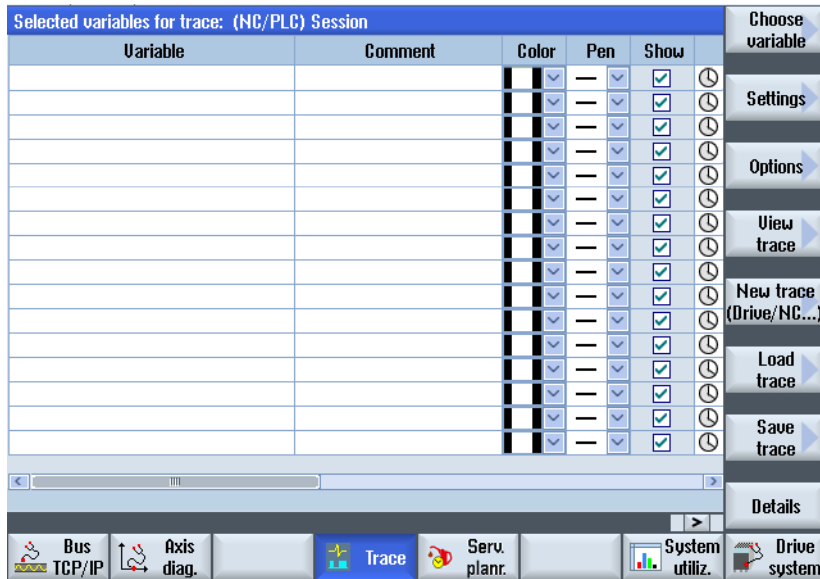 Selected variables for trace: (NC/PLC) Session
Variable Comment Color Pen Show
Choose
variable
Settings
Options
View
trace
New trace
(Drive/NC...)
Load
trace
Save
trace
Details
>
Bus
TCP/IP
Axis
diag.
Trace
Serv.
planr.
System
utiliz.
Drive
system